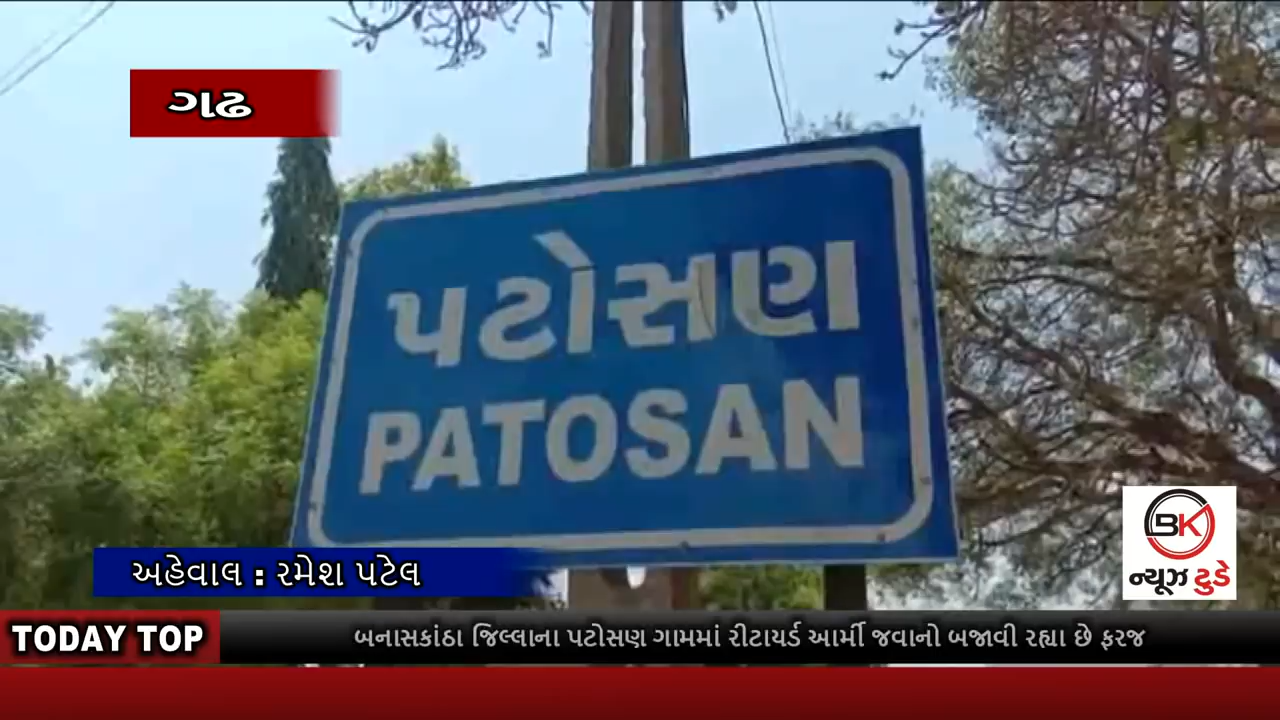 ગઢ
પટોસણ
PATOSAN
BK
ન્યૂઝ ટુડે
અહેવાલ : રમેશ પટેલ
TODAY TOP
બનાસકાંઠા જિલ્લાના પટોસણ ગામમાં રીટાયર્ડ આર્મી જવાનો બજાવી રહ્યા છે ફરજ